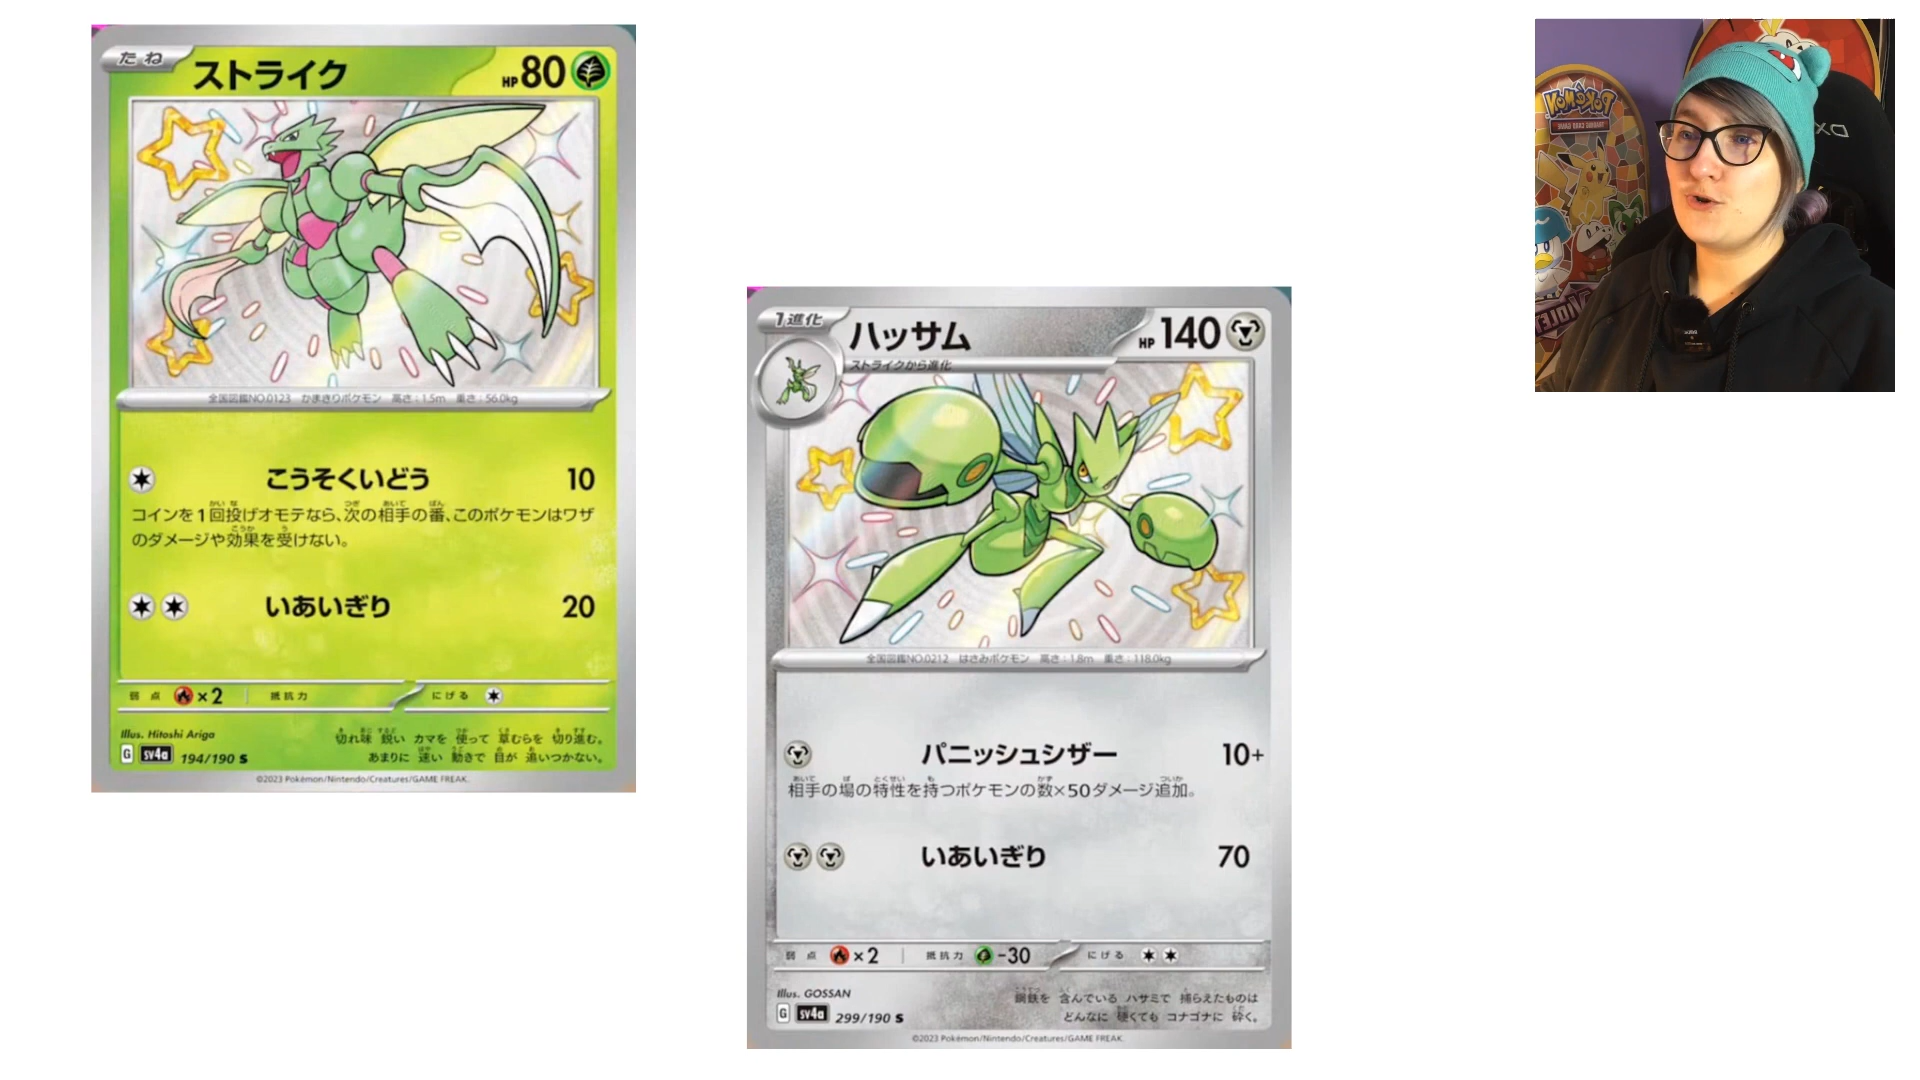 たね
ストライク
HP 80
全国図鑑NO.0123 かまきりポケモン 高さ:1.5m 重さ:56.0kg
こうそくいどう 10
コインを1回投げオモテなら、次の相手の番、このポケモンはワザ
のダメージや効果を受けない。
いあいぎり 20
弱点 ×2 抵抗力 にげる
Illus. Hitoshi Ariga
切れ味 鋭い カマを 使って 草むらを 切り進む。
あまりに 速い 動きで 目が 追いつかない。
G sv4a 194/190 S
©2023 Pokémon/Nintendo/Creatures/GAME FREAK.
1進化
ハッサム
HP 140
ストライクから進化
全国図鑑NO.0212 はさみポケモン 高さ:1.8m 重さ:118.0kg
パニッシュシザー 10+
相手の場の特性を持つポケモンの数×50ダメージ追加。
いあいぎり 70
弱点 ×2 抵抗力 -30 にげる
Illus. GOSSAN
鋼鉄を 含んでいる ハサミで 捕らえたものは
どんなに 硬くても コナゴナに 砕く。
G sv4a 299/190 S
©2023 Pokémon/Nintendo/Creatures/GAME FREAK.
POKÉMON
TRADING CARD GAME
DX
VIOLET